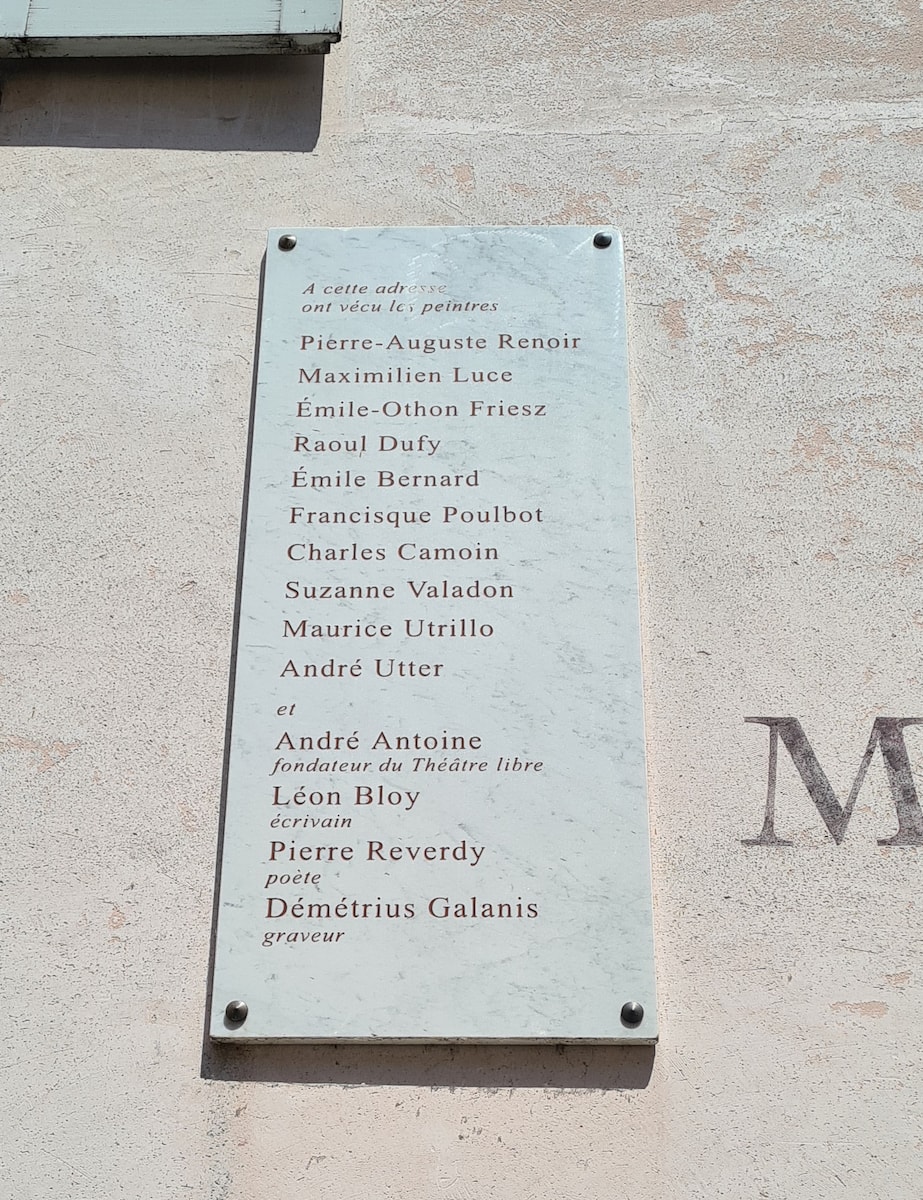 A cette adresse
ont vécu les peintres
Pierre-Auguste Renoir
Maximilien Luce
Émile-Othon Friesz
Raoul Dufy
Émile Bernard
Francisque Poulbot
Charles Camoin
Suzanne Valadon
Maurice Utrillo
André Utter
et
André Antoine
fondateur du Théâtre libre
Léon Bloy
écrivain
Pierre Reverdy
poète
Démétrius Galanis
graveur
M